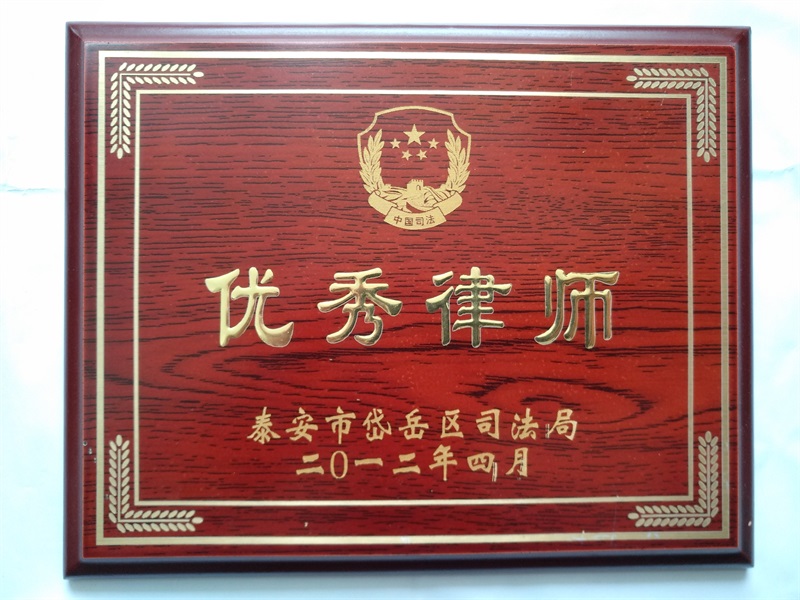 中国司法
优秀律师
泰安市岱岳区司法局
二0一二年四月